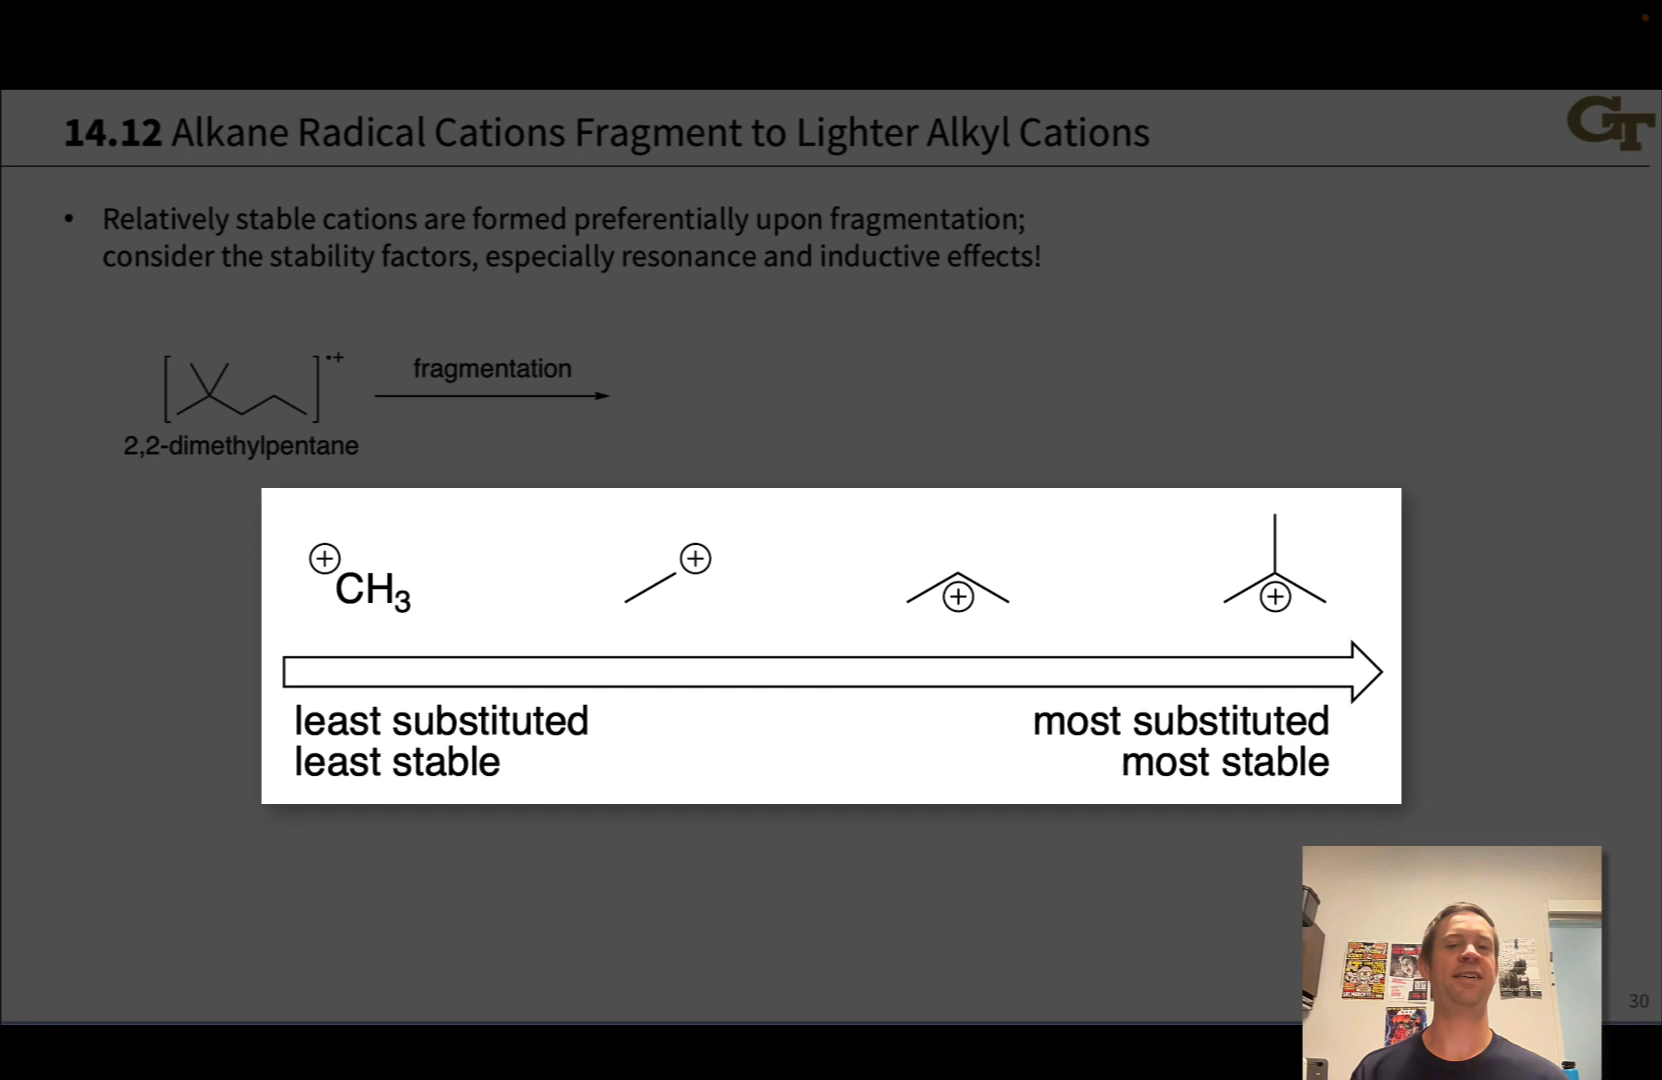 14.12 Alkane Radical Cations Fragment to Lighter Alkyl Cations
GT
• Relatively stable cations are formed preferentially upon fragmentation;
consider the stability factors, especially resonance and inductive effects!
•+
fragmentation
2,2-dimethylpentane
+
CH3
+
+
+
least substituted
least stable
most substituted
most stable
30